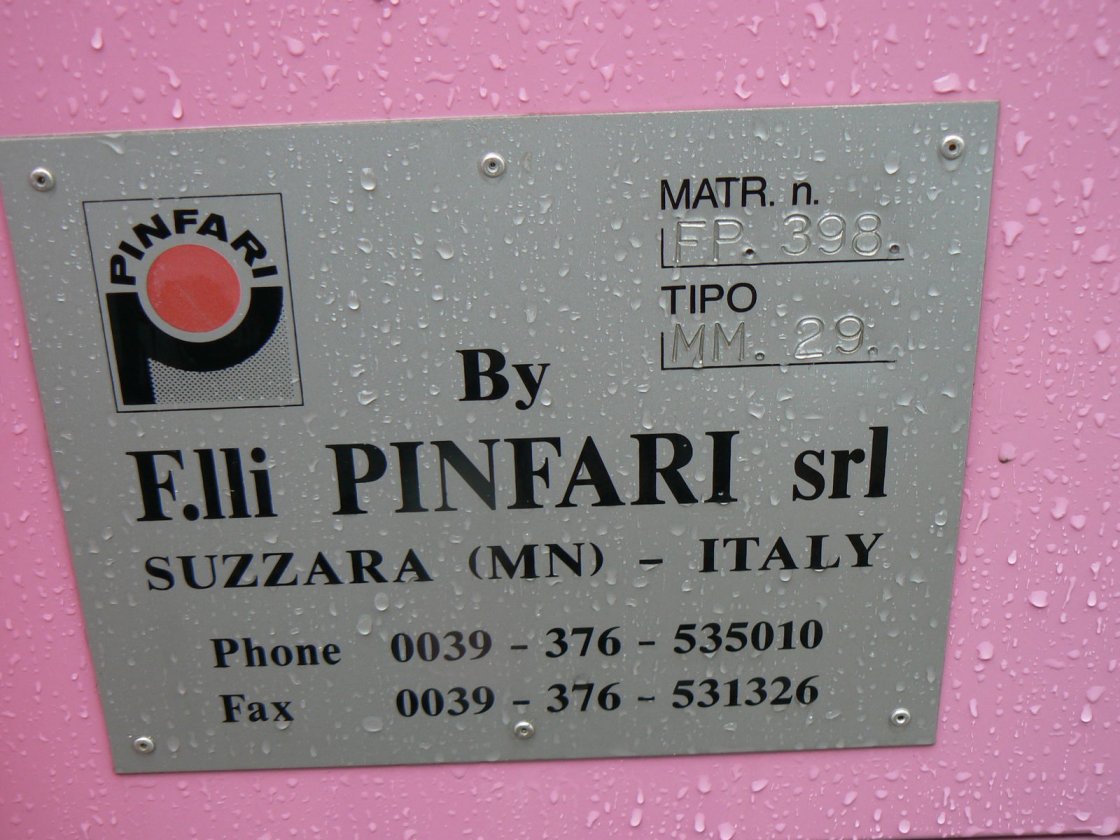 PINFARI
MATR. n.
FP. 398.
TIPO
MM. 29.
By
F.lli PINFARI srl
SUZZARA (MN) - ITALY
Phone 0039 - 376 - 535010
Fax 0039 - 376 - 531326